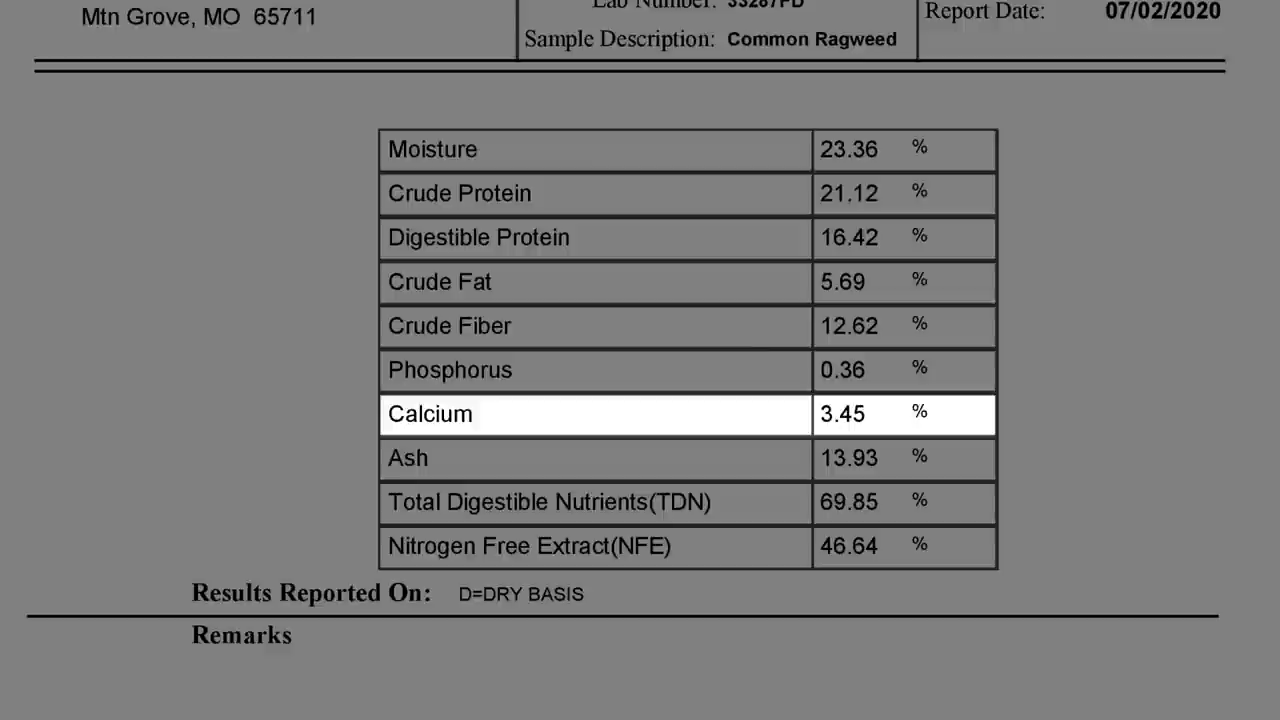 Lab Number: 33287FD
Mtn Grove, MO 65711
Report Date: 07/02/2020
Sample Description: Common Ragweed
Moisture 23.36 %
Crude Protein 21.12 %
Digestible Protein 16.42 %
Crude Fat 5.69 %
Crude Fiber 12.62 %
Phosphorus 0.36 %
Calcium 3.45 %
Ash 13.93 %
Total Digestible Nutrients(TDN) 69.85 %
Nitrogen Free Extract(NFE) 46.64 %
Results Reported On: D=DRY BASIS
Remarks